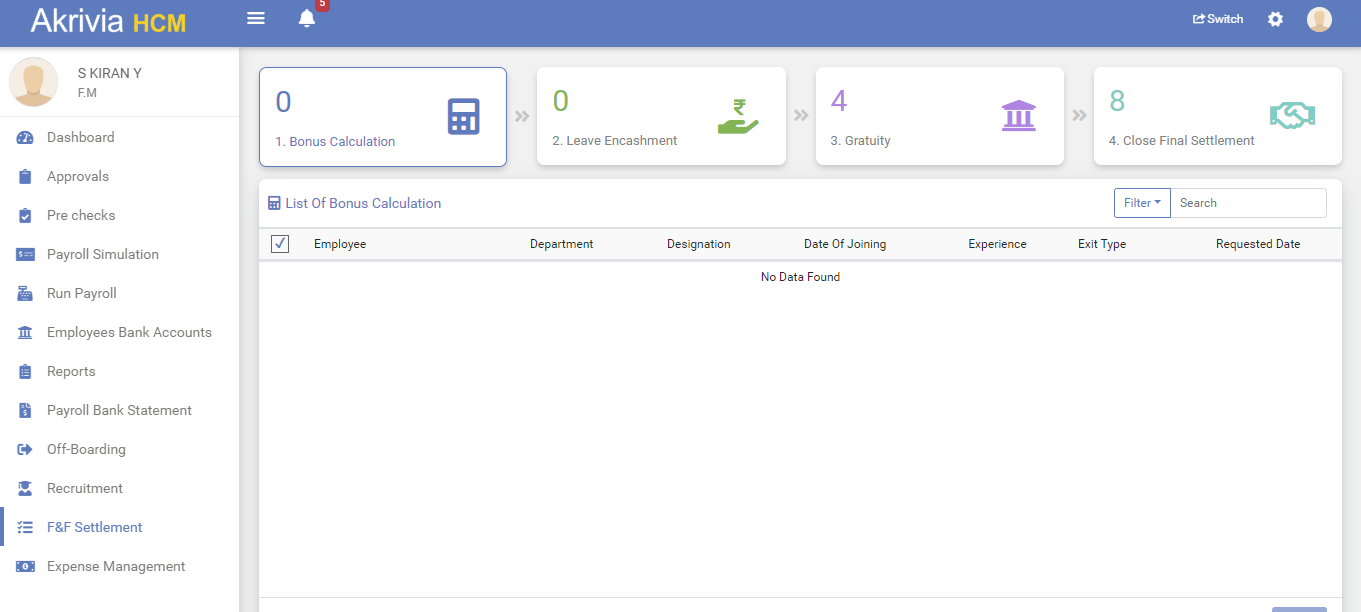 Akrivia HCM
5
Switch
S KIRAN Y
F.M
Dashboard
Approvals
Pre checks
Payroll Simulation
Run Payroll
Employees Bank Accounts
Reports
Payroll Bank Statement
Off-Boarding
Recruitment
F&F Settlement
Expense Management
0
1. Bonus Calculation
0
2. Leave Encashment
4
3. Gratuity
8
4. Close Final Settlement
List Of Bonus Calculation
Filter
Search
Employee Department Designation Date Of Joining Experience Exit Type Requested Date
No Data Found